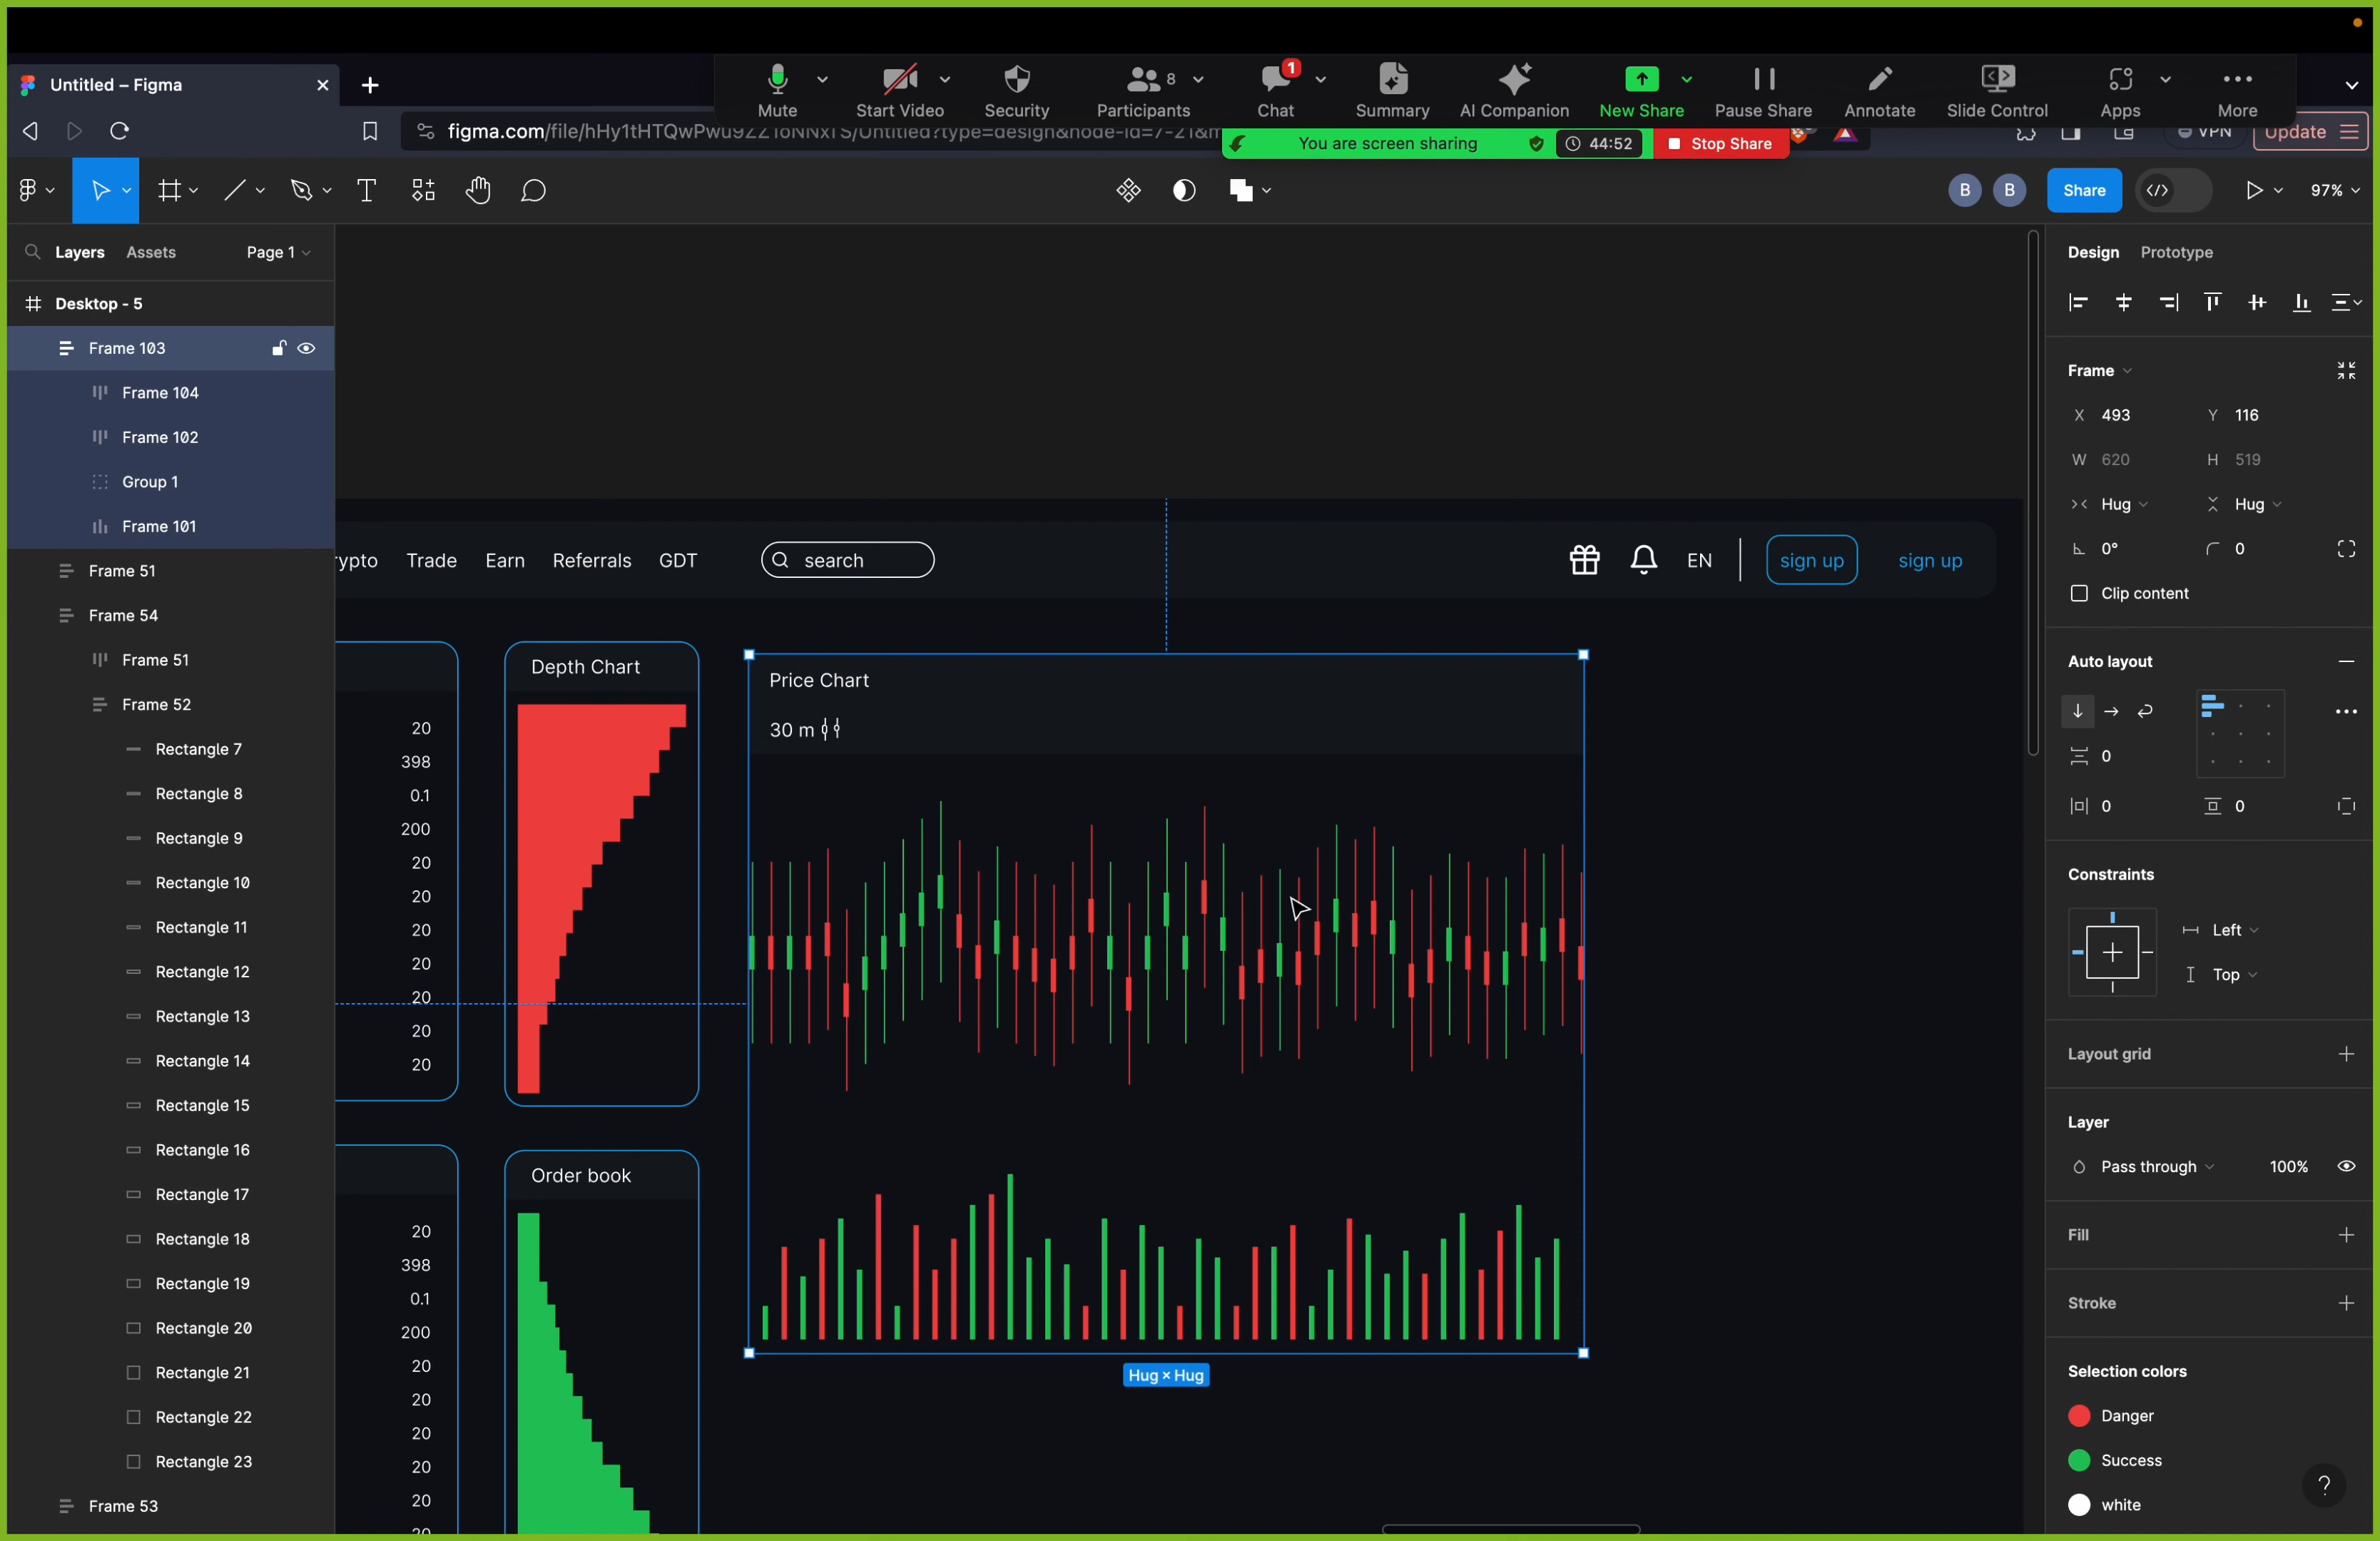 Untitled – Figma
Mute
Start Video
Security
8
Participants
1
Chat
Summary
AI Companion
New Share
Pause Share
Annotate
Slide Control
Apps
More
You are screen sharing
44:52
Stop Share
VPN
Update
B
B
Share
97%
Layers
Assets
Page 1
Desktop - 5
Frame 103
Frame 104
Frame 102
Group 1
Frame 101
Frame 51
Frame 54
Frame 51
Frame 52
Rectangle 7
Rectangle 8
Rectangle 9
Rectangle 10
Rectangle 11
Rectangle 12
Rectangle 13
Rectangle 14
Rectangle 15
Rectangle 16
Rectangle 17
Rectangle 18
Rectangle 19
Rectangle 20
Rectangle 21
Rectangle 22
Rectangle 23
Frame 53
rypto
Trade
Earn
Referrals
GDT
search
EN
sign up
sign up
20
398
0.1
200
20
20
20
20
20
20
20
Depth Chart
Price Chart
30 m
20
398
0.1
200
20
20
20
20
20
20
Order book
Hug × Hug
Design
Prototype
Frame
X 493
Y 116
W 620
H 519
Hug
Hug
0°
0
Clip content
Auto layout
0
0
0
Constraints
Left
Top
Layout grid
Layer
Pass through
100%
Fill
Stroke
Selection colors
Danger
Success
white
?